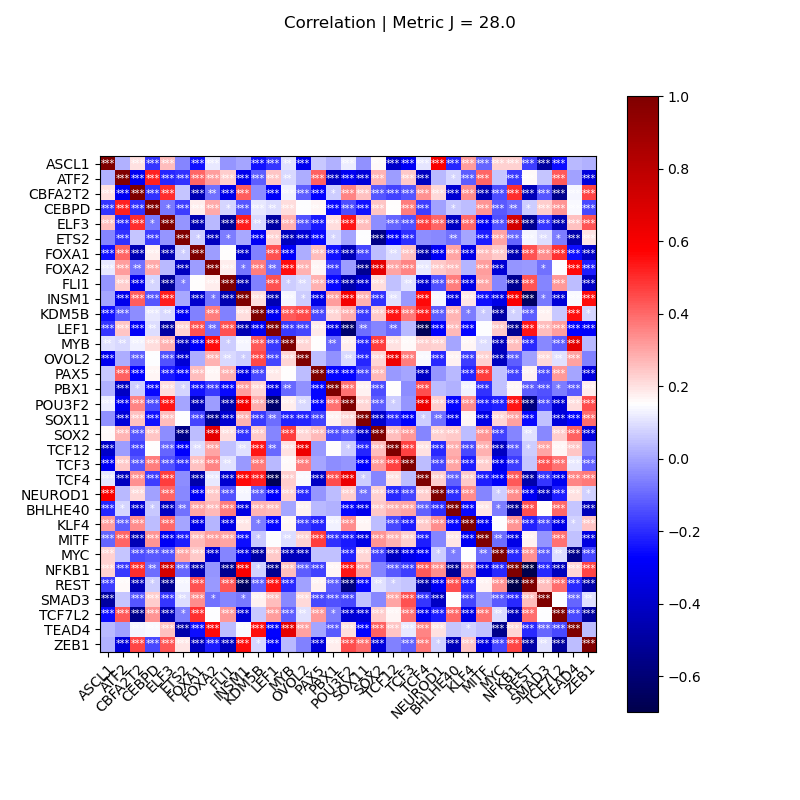 Correlation | Metric J = 28.0
ASCL1
ATF2
CBFA2T2
CEBPD
ELF3
ETS2
FOXA1
FOXA2
FLI1
INSM1
KDM5B
LEF1
MYB
OVOL2
PAX5
PBX1
POU3F2
SOX11
SOX2
TCF12
TCF3
TCF4
NEUROD1
BHLHE40
KLF4
MITF
MYC
NFKB1
REST
SMAD3
TCF7L2
TEAD4
ZEB1
ASCL1
ATF2
CBFA2T2
CEBPD
ELF3
ETS2
FOXA1
FOXA2
FLI1
INSM1
KDM5B
LEF1
MYB
OVOL2
PAX5
PBX1
POU3F2
SOX11
SOX2
TCF12
TCF3
TCF4
NEUROD1
BHLHE40
KLF4
MITF
MYC
NFKB1
REST
SMAD3
TCF7L2
TEAD4
ZEB1
1.0
0.8
0.6
0.4
0.2
0.0
−0.2
−0.4
−0.6